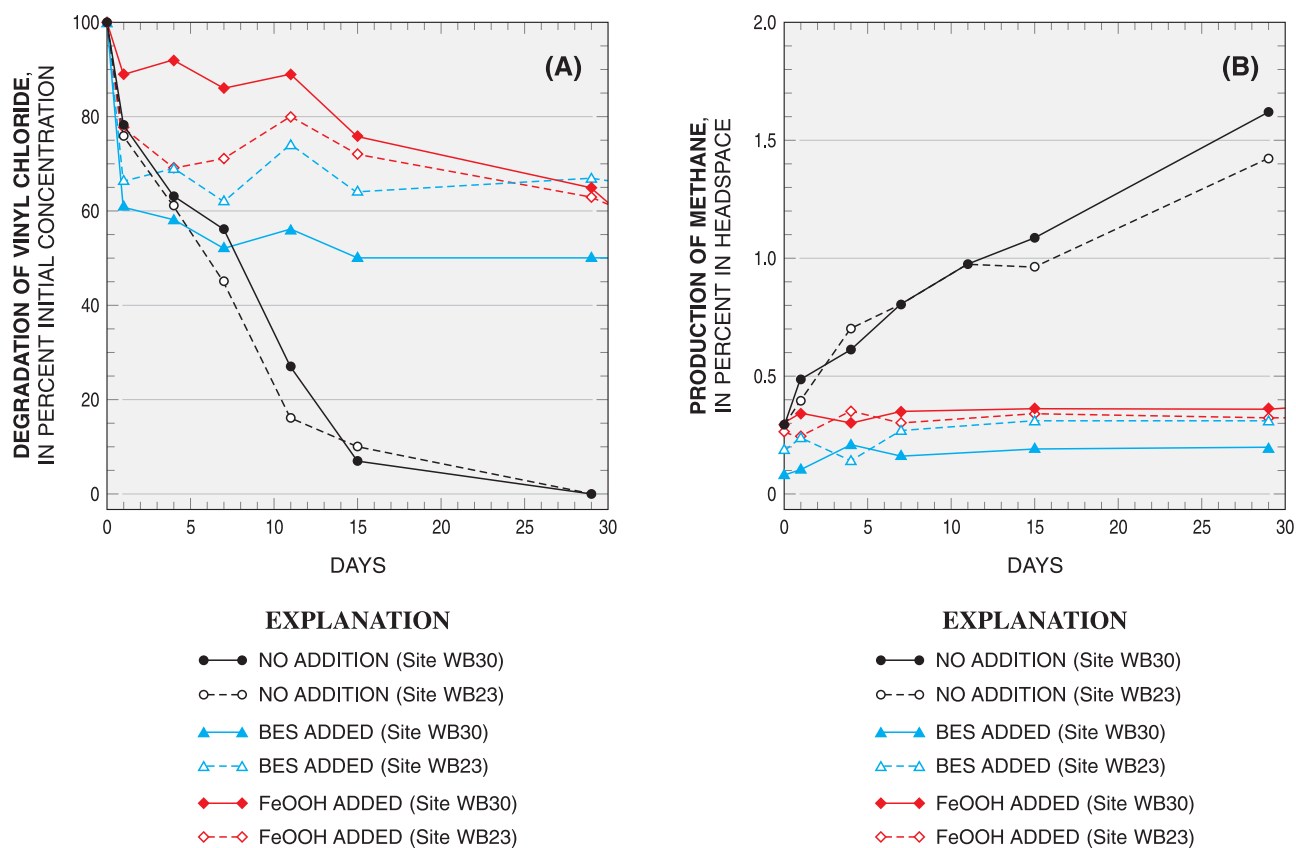 DEGRADATION OF VINYL CHLORIDE,
IN PERCENT INITIAL CONCENTRATION
100
80
60
40
20
0
(A)
0 5 10 15 20 25 30
DAYS
EXPLANATION
NO ADDITION (Site WB30)
NO ADDITION (Site WB23)
BES ADDED (Site WB30)
BES ADDED (Site WB23)
FeOOH ADDED (Site WB30)
FeOOH ADDED (Site WB23)
PRODUCTION OF METHANE,
IN PERCENT IN HEADSPACE
2.0
1.5
1.0
0.5
0
(B)
0 5 10 15 20 25 30
DAYS
EXPLANATION
NO ADDITION (Site WB30)
NO ADDITION (Site WB23)
BES ADDED (Site WB30)
BES ADDED (Site WB23)
FeOOH ADDED (Site WB30)
FeOOH ADDED (Site WB23)